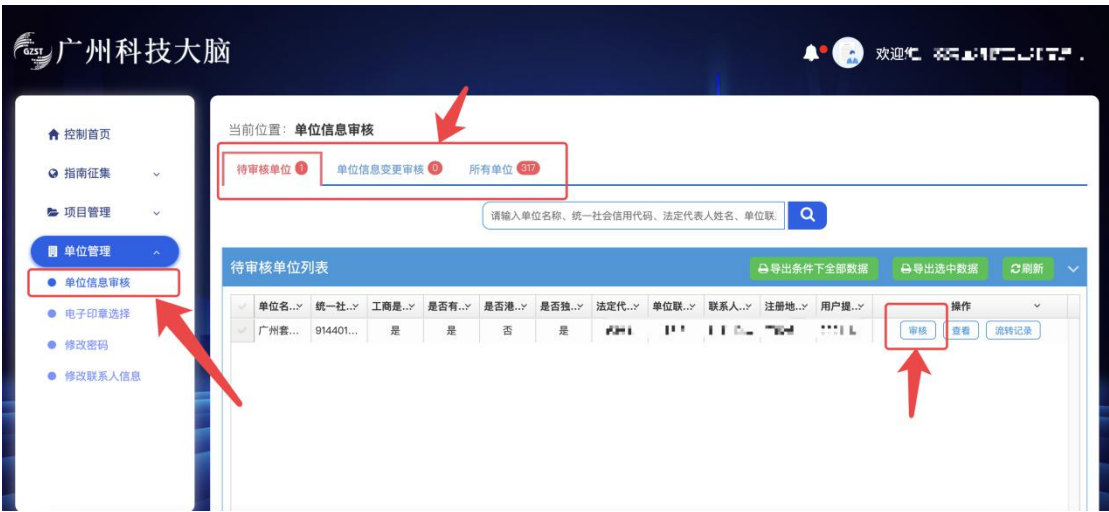 GZST 广州科技大脑
欢迎您
控制首页
指南征集
项目管理
单位管理
单位信息审核
电子印章选择
修改密码
修改联系人信息
当前位置：单位信息审核
待审核单位 1 单位信息变更审核 0 所有单位 317
请输入单位名称、统一社会信用代码、法定代表人姓名、单位联
待审核单位列表 导出条件下全部数据 导出选中数据 刷新
单位名... 统一社... 工商是... 是否有... 是否港... 是否独... 法定代... 单位联... 联系人... 注册地... 用户提... 操作
广州套... 914401... 是 是 否 是 审核 查看 流转记录